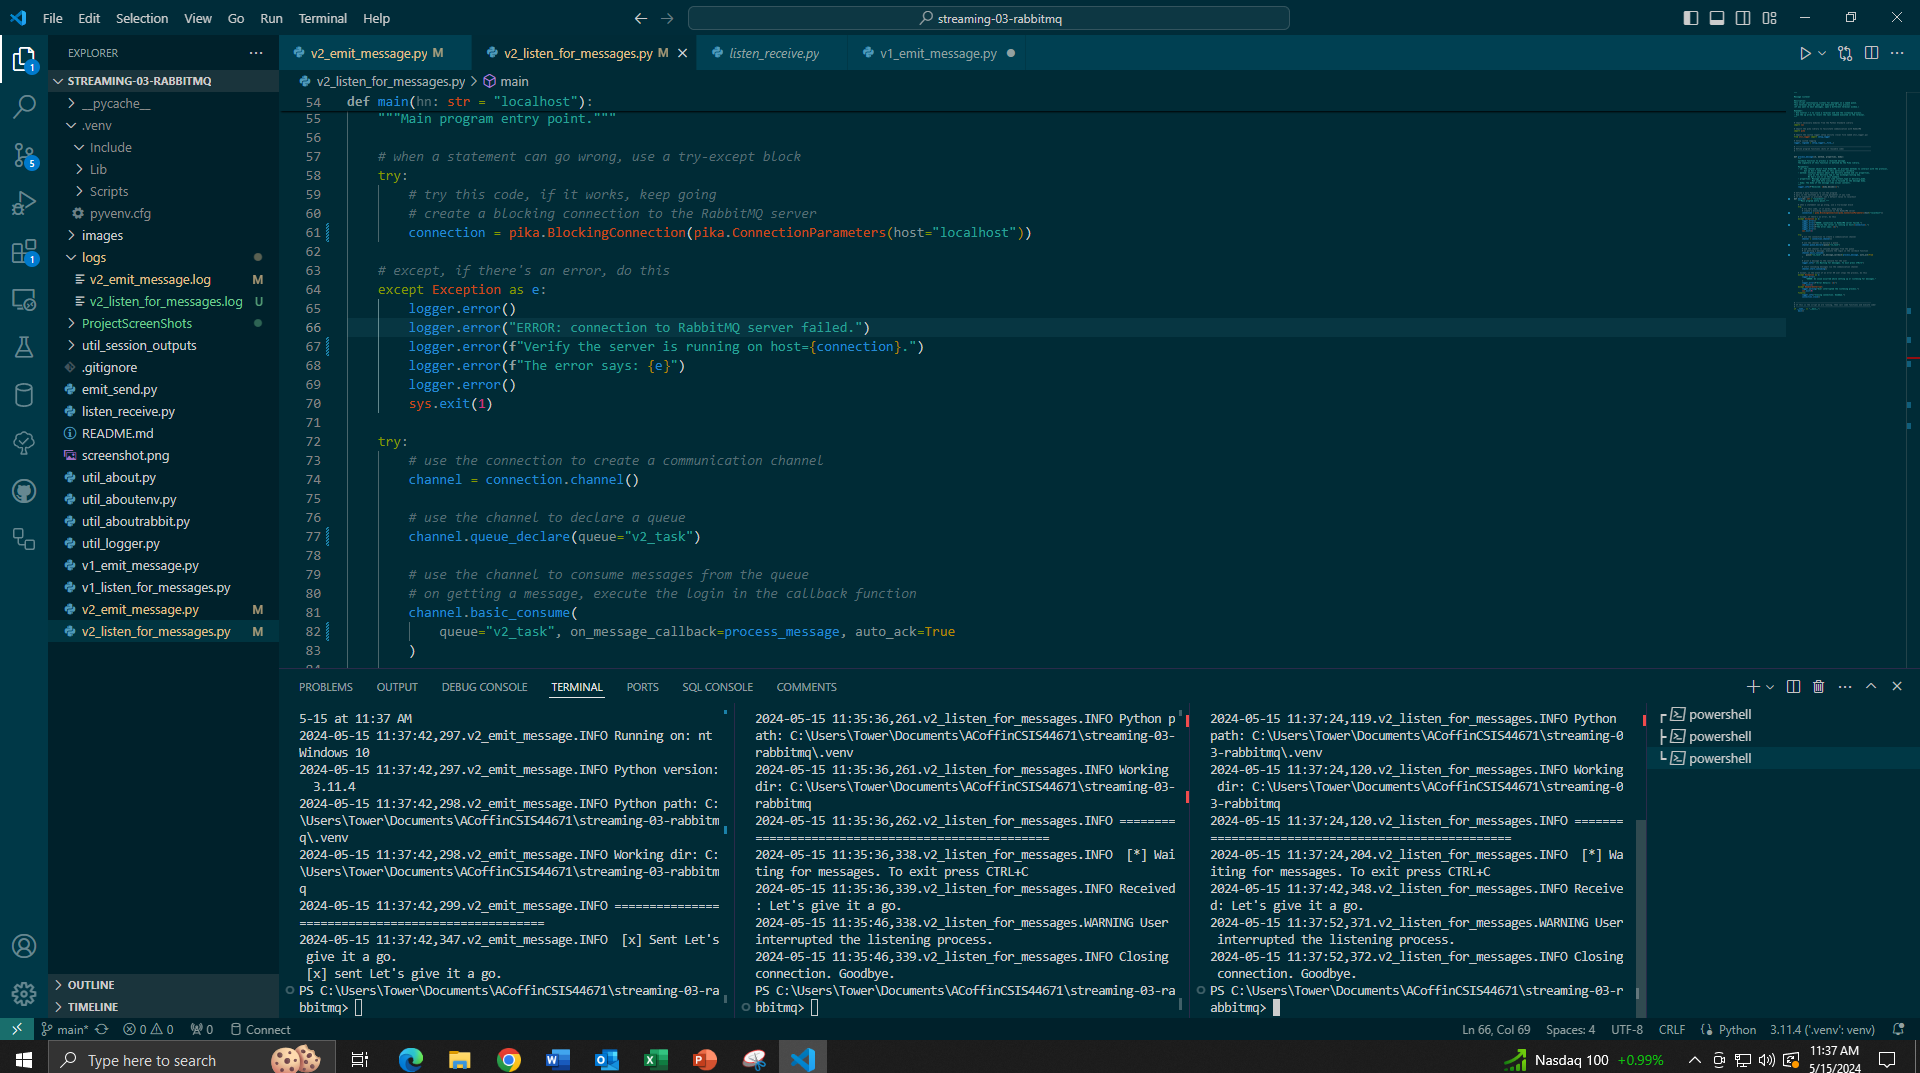 File Edit Selection View Go Run Terminal Help
streaming-03-rabbitmq
EXPLORER
v2_emit_message.py M
v2_listen_for_messages.py M
listen_receive.py
v1_emit_message.py
STREAMING-03-RABBITMQ
__pycache__
.venv
Include
Lib
Scripts
pyvenv.cfg
images
logs
v2_emit_message.log M
v2_listen_for_messages.log U
ProjectScreenShots
util_session_outputs
.gitignore
emit_send.py
listen_receive.py
README.md
screenshot.png
util_about.py
util_aboutenv.py
util_aboutrabbit.py
util_logger.py
v1_emit_message.py
v1_listen_for_messages.py
v2_emit_message.py M
v2_listen_for_messages.py M
OUTLINE
TIMELINE
1
5
1
v2_listen_for_messages.py > main
54 def main(hn: str = "localhost"):
55 """Main program entry point."""
56
57 # when a statement can go wrong, use a try-except block
58 try:
59 # try this code, if it works, keep going
60 # create a blocking connection to the RabbitMQ server
61 connection = pika.BlockingConnection(pika.ConnectionParameters(host="localhost"))
62
63 # except, if there's an error, do this
64 except Exception as e:
65 logger.error()
66 logger.error("ERROR: connection to RabbitMQ server failed.")
67 logger.error(f"Verify the server is running on host={connection}.")
68 logger.error(f"The error says: {e}")
69 logger.error()
70 sys.exit(1)
71
72 try:
73 # use the connection to create a communication channel
74 channel = connection.channel()
75
76 # use the channel to declare a queue
77 channel.queue_declare(queue="v2_task")
78
79 # use the channel to consume messages from the queue
80 # on getting a message, execute the login in the callback function
81 channel.basic_consume(
82 queue="v2_task", on_message_callback=process_message, auto_ack=True
83 )
PROBLEMS OUTPUT DEBUG CONSOLE TERMINAL PORTS SQL CONSOLE COMMENTS
5-15 at 11:37 AM
2024-05-15 11:37:42,297.v2_emit_message.INFO Running on: nt
Windows 10
2024-05-15 11:37:42,297.v2_emit_message.INFO Python version:
3.11.4
2024-05-15 11:37:42,298.v2_emit_message.INFO Python path: C:
\Users\Tower\Documents\ACoffinCSIS44671\streaming-03-rabbitm
q\.venv
2024-05-15 11:37:42,298.v2_emit_message.INFO Working dir: C:
\Users\Tower\Documents\ACoffinCSIS44671\streaming-03-rabbitm
q
2024-05-15 11:37:42,299.v2_emit_message.INFO ===============
===================================
2024-05-15 11:37:42,347.v2_emit_message.INFO [x] Sent Let's
give it a go.
[x] sent Let's give it a go.
PS C:\Users\Tower\Documents\ACoffinCSIS44671\streaming-03-ra
bbitmq>
2024-05-15 11:35:36,261.v2_listen_for_messages.INFO Python p
ath: C:\Users\Tower\Documents\ACoffinCSIS44671\streaming-03-
rabbitmq\.venv
2024-05-15 11:35:36,261.v2_listen_for_messages.INFO Working
dir: C:\Users\Tower\Documents\ACoffinCSIS44671\streaming-03-
rabbitmq
2024-05-15 11:35:36,262.v2_listen_for_messages.INFO ========
==========================================
2024-05-15 11:35:36,338.v2_listen_for_messages.INFO [*] Wai
ting for messages. To exit press CTRL+C
2024-05-15 11:35:36,339.v2_listen_for_messages.INFO Received
: Let's give it a go.
2024-05-15 11:35:46,338.v2_listen_for_messages.WARNING User
interrupted the listening process.
2024-05-15 11:35:46,339.v2_listen_for_messages.INFO Closing
connection. Goodbye.
PS C:\Users\Tower\Documents\ACoffinCSIS44671\streaming-03-ra
bbitmq>
2024-05-15 11:37:24,119.v2_listen_for_messages.INFO Python
path: C:\Users\Tower\Documents\ACoffinCSIS44671\streaming-0
3-rabbitmq\.venv
2024-05-15 11:37:24,120.v2_listen_for_messages.INFO Working
dir: C:\Users\Tower\Documents\ACoffinCSIS44671\streaming-0
3-rabbitmq
2024-05-15 11:37:24,120.v2_listen_for_messages.INFO =======
===========================================
2024-05-15 11:37:24,204.v2_listen_for_messages.INFO [*] Wa
iting for messages. To exit press CTRL+C
2024-05-15 11:37:42,348.v2_listen_for_messages.INFO Receive
d: Let's give it a go.
2024-05-15 11:37:52,371.v2_listen_for_messages.WARNING User
interrupted the listening process.
2024-05-15 11:37:52,372.v2_listen_for_messages.INFO Closing
connection. Goodbye.
PS C:\Users\Tower\Documents\ACoffinCSIS44671\streaming-03-r
abbitmq>
powershell
powershell
powershell
main* 0 0 0 Connect
Ln 66, Col 69 Spaces: 4 UTF-8 CRLF Python 3.11.4 ('.venv': venv)
Type here to search
Nasdaq 100 +0.99%
11:37 AM
5/15/2024